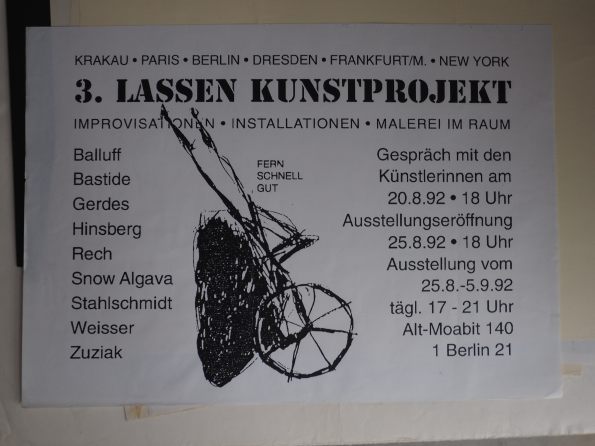 KRAKAU • PARIS • BERLIN • DRESDEN • FRANKFURT/M. • NEW YORK
3. LASSEN KUNSTPROJEKT
IMPROVISATIONEN • INSTALLATIONEN • MALEREI IM RAUM
Balluff
Bastide
Gerdes
Hinsberg
Rech
Snow Algava
Stahlschmidt
Weisser
Zuziak
FERN
SCHNELL
GUT
Gespräch mit den
Künstlerinnen am
20.8.92 • 18 Uhr
Ausstellungseröffnung
25.8.92 • 18 Uhr
Ausstellung vom
25.8.-5.9.92
tägl. 17 - 21 Uhr
Alt-Moabit 140
1 Berlin 21